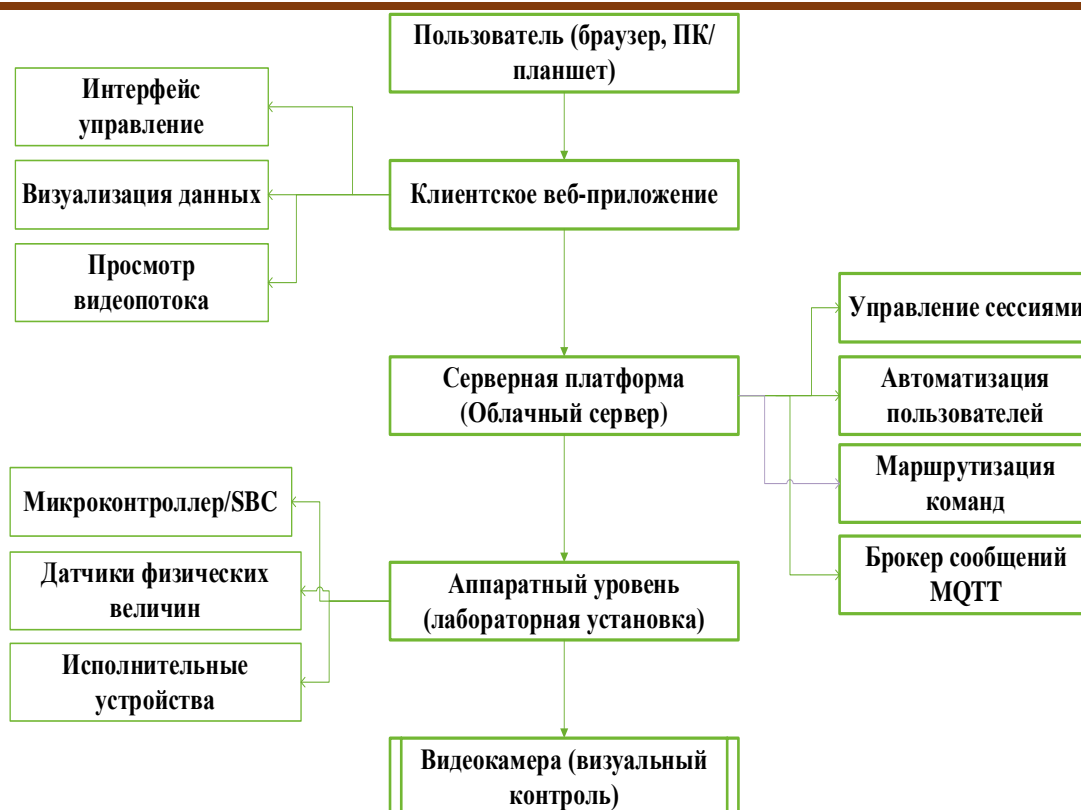 Пользователь (браузер, ПК/
планшет)
Интерфейс
управление
Визуализация данных
Клиентское веб-приложение
Просмотр
видеопотока
Управление сессиями
Серверная платформа
(Облачный сервер)
Автоматизация
пользователей
Маршрутизация
команд
Микроконтроллер/SBC
Брокер сообщений
MQTT
Датчики физических
величин
Аппаратный уровень
(лабораторная установка)
Исполнительные
устройства
Видеокамера (визуальный
контроль)